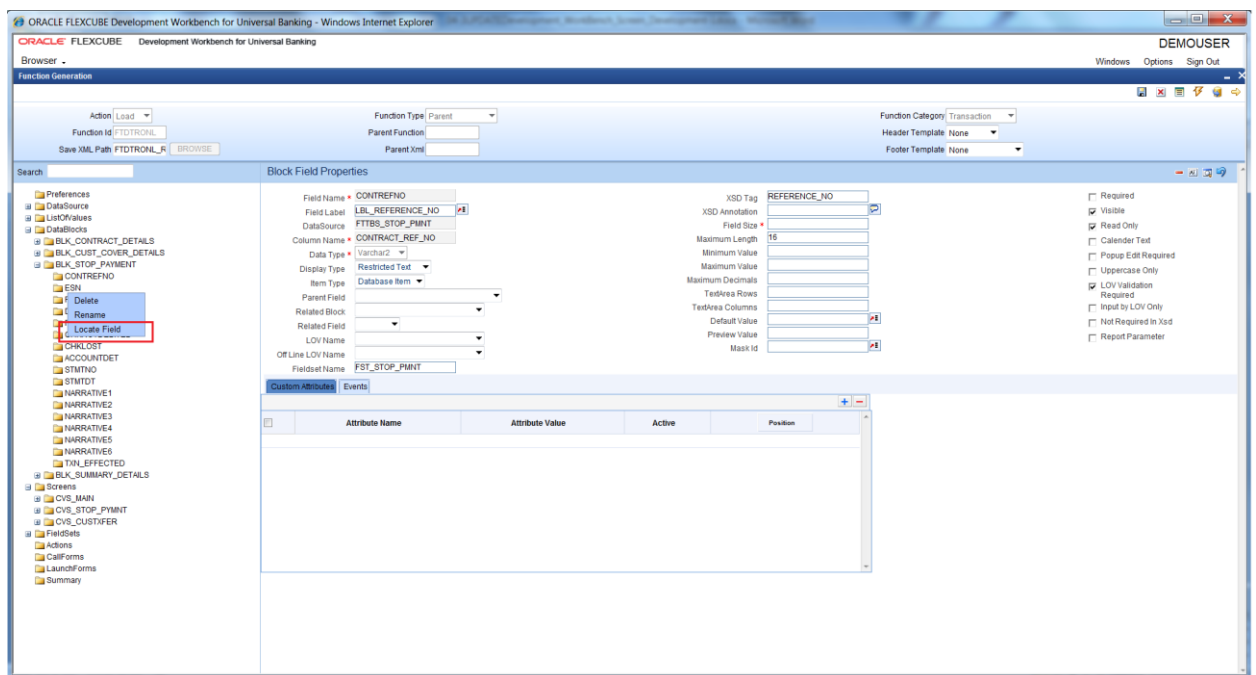 ORACLE FLEXCUBE Development Workbench for Universal Banking - Windows Internet Explorer
ORACLE FLEXCUBE Development Workbench for Universal Banking
DEMOUSER
Browser
Windows Options Sign Out
Function Generation
Action Load
Function Type Parent
Function Category Transaction
Function Id FTDTRONL
Parent Function
Header Template None
Save XML Path FTDTRONL_R BROWSE
Parent Xml
Footer Template None
Search
Preferences
DataSource
ListOfValues
DataBlocks
BLK_CONTRACT_DETAILS
BLK_CUST_COVER_DETAILS
BLK_STOP_PAYMENT
CONTREFNO
ESN
Delete
Rename
Locate Field
CHKLOST
ACCOUNTDET
STMTNO
STMTDT
NARRATIVE1
NARRATIVE2
NARRATIVE3
NARRATIVE4
NARRATIVE5
NARRATIVE6
TXN_EFFECTED
BLK_SUMMARY_DETAILS
Screens
CVS_MAIN
CVS_STOP_PYMNT
CVS_CUSTXFER
FieldSets
Actions
CallForms
LaunchForms
Summary
Block Field Properties
Field Name * CONTREFNO
Field Label LBL_REFERENCE_NO
DataSource FTTBS_STOP_PMNT
Column Name * CONTRACT_REF_NO
Data Type * Varchar2
Display Type Restricted Text
Item Type Database Item
Parent Field
Related Block
Related Field
LOV Name
Off Line LOV Name
Fieldset Name FST_STOP_PMNT
XSD Tag REFERENCE_NO
XSD Annotation
Field Size *
Maximum Length 16
Minimum Value
Maximum Value
Maximum Decimals
TextArea Rows
TextArea Columns
Default Value
Preview Value
Mask Id
Required
Visible
Read Only
Calender Text
Popup Edit Required
Uppercase Only
LOV Validation
Required
Input by LOV Only
Not Required In Xsd
Report Parameter
Custom Attributes Events
Attribute Name Attribute Value Active Position